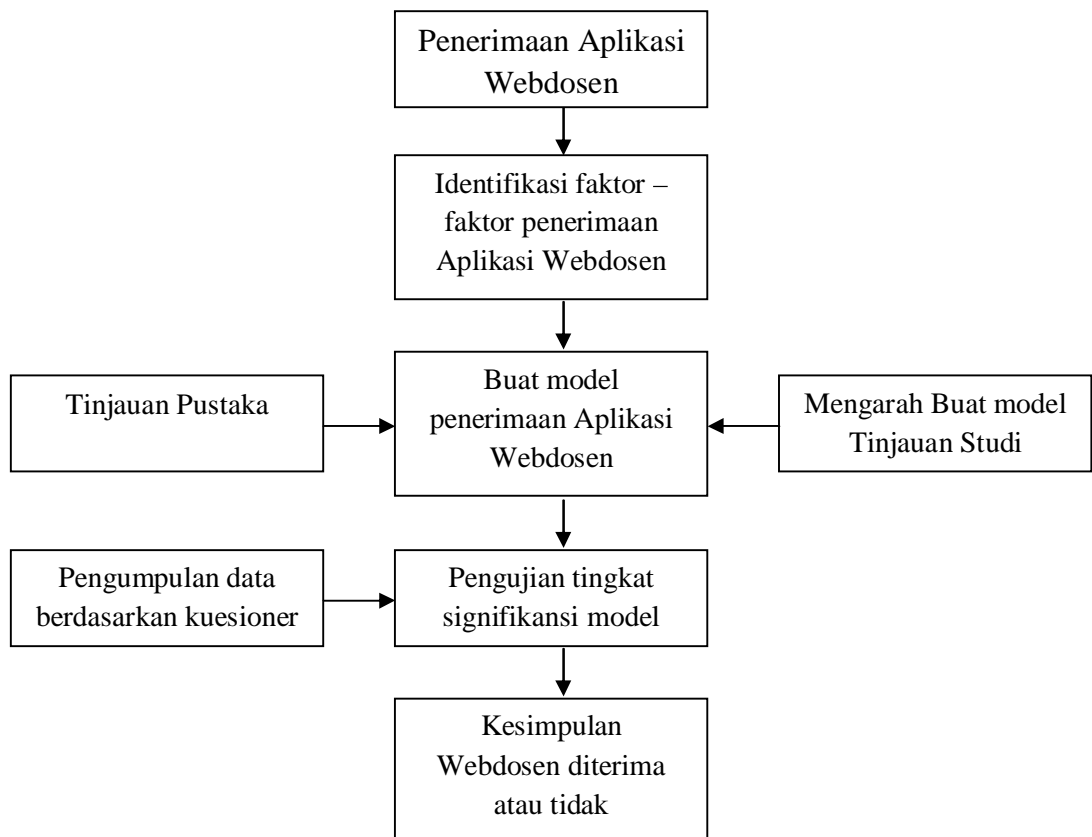 Penerimaan Aplikasi
Webdosen
Identifikasi faktor –
faktor penerimaan
Aplikasi Webdosen
Tinjauan Pustaka
Buat model
penerimaan Aplikasi
Webdosen
Mengarah Buat model
Tinjauan Studi
Pengumpulan data
berdasarkan kuesioner
Pengujian tingkat
signifikansi model
Kesimpulan
Webdosen diterima
atau tidak